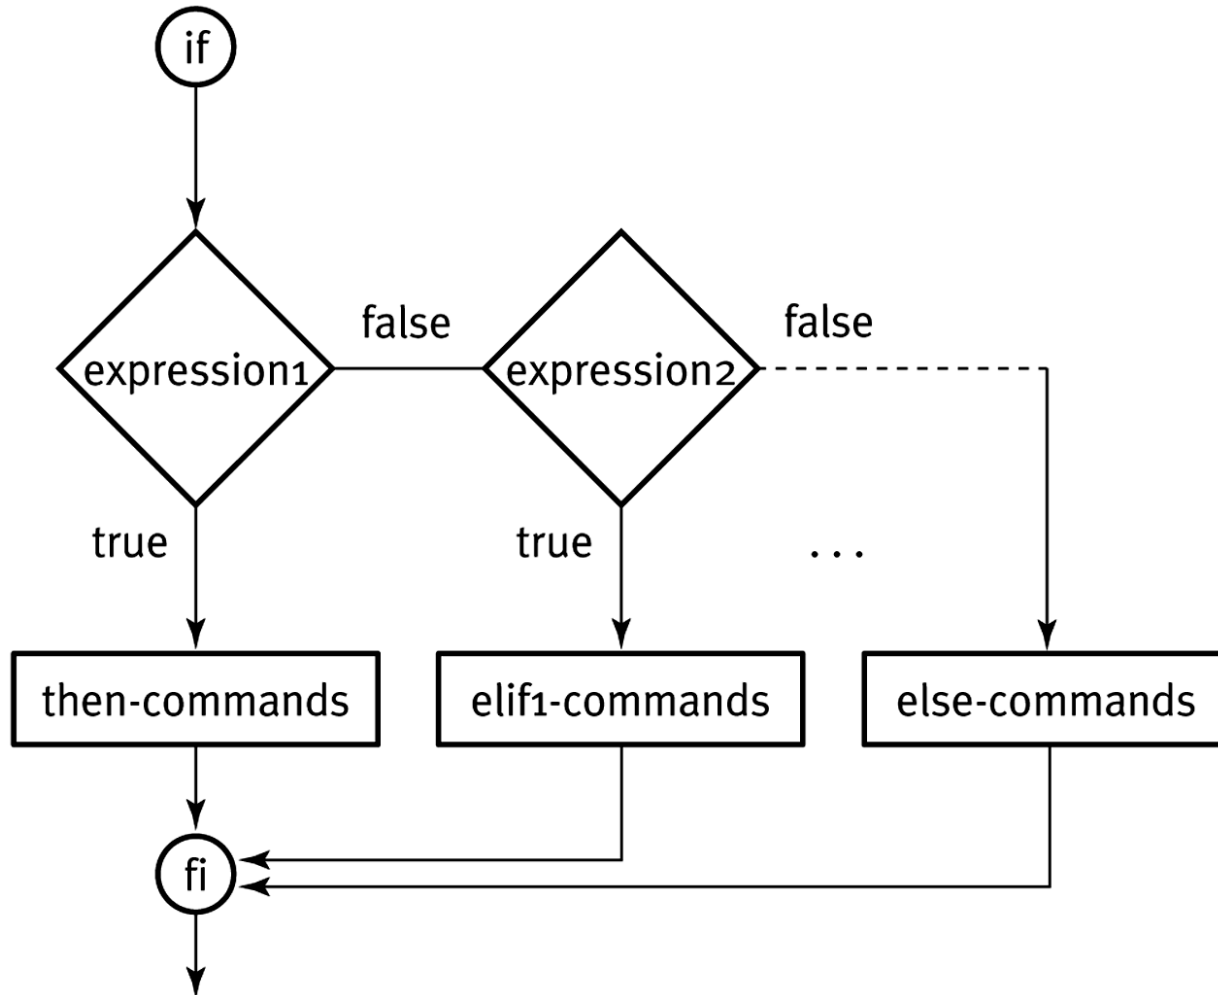 if
false
false
expression1
expression2
true
true
...
then-commands
elif1-commands
else-commands
fi